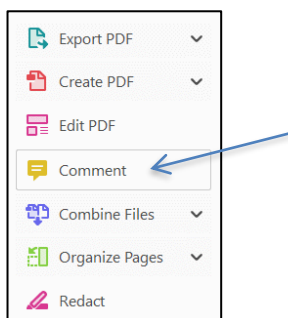 Export PDF
Create PDF
Edit PDF
Comment
Combine Files
Organize Pages
Redact